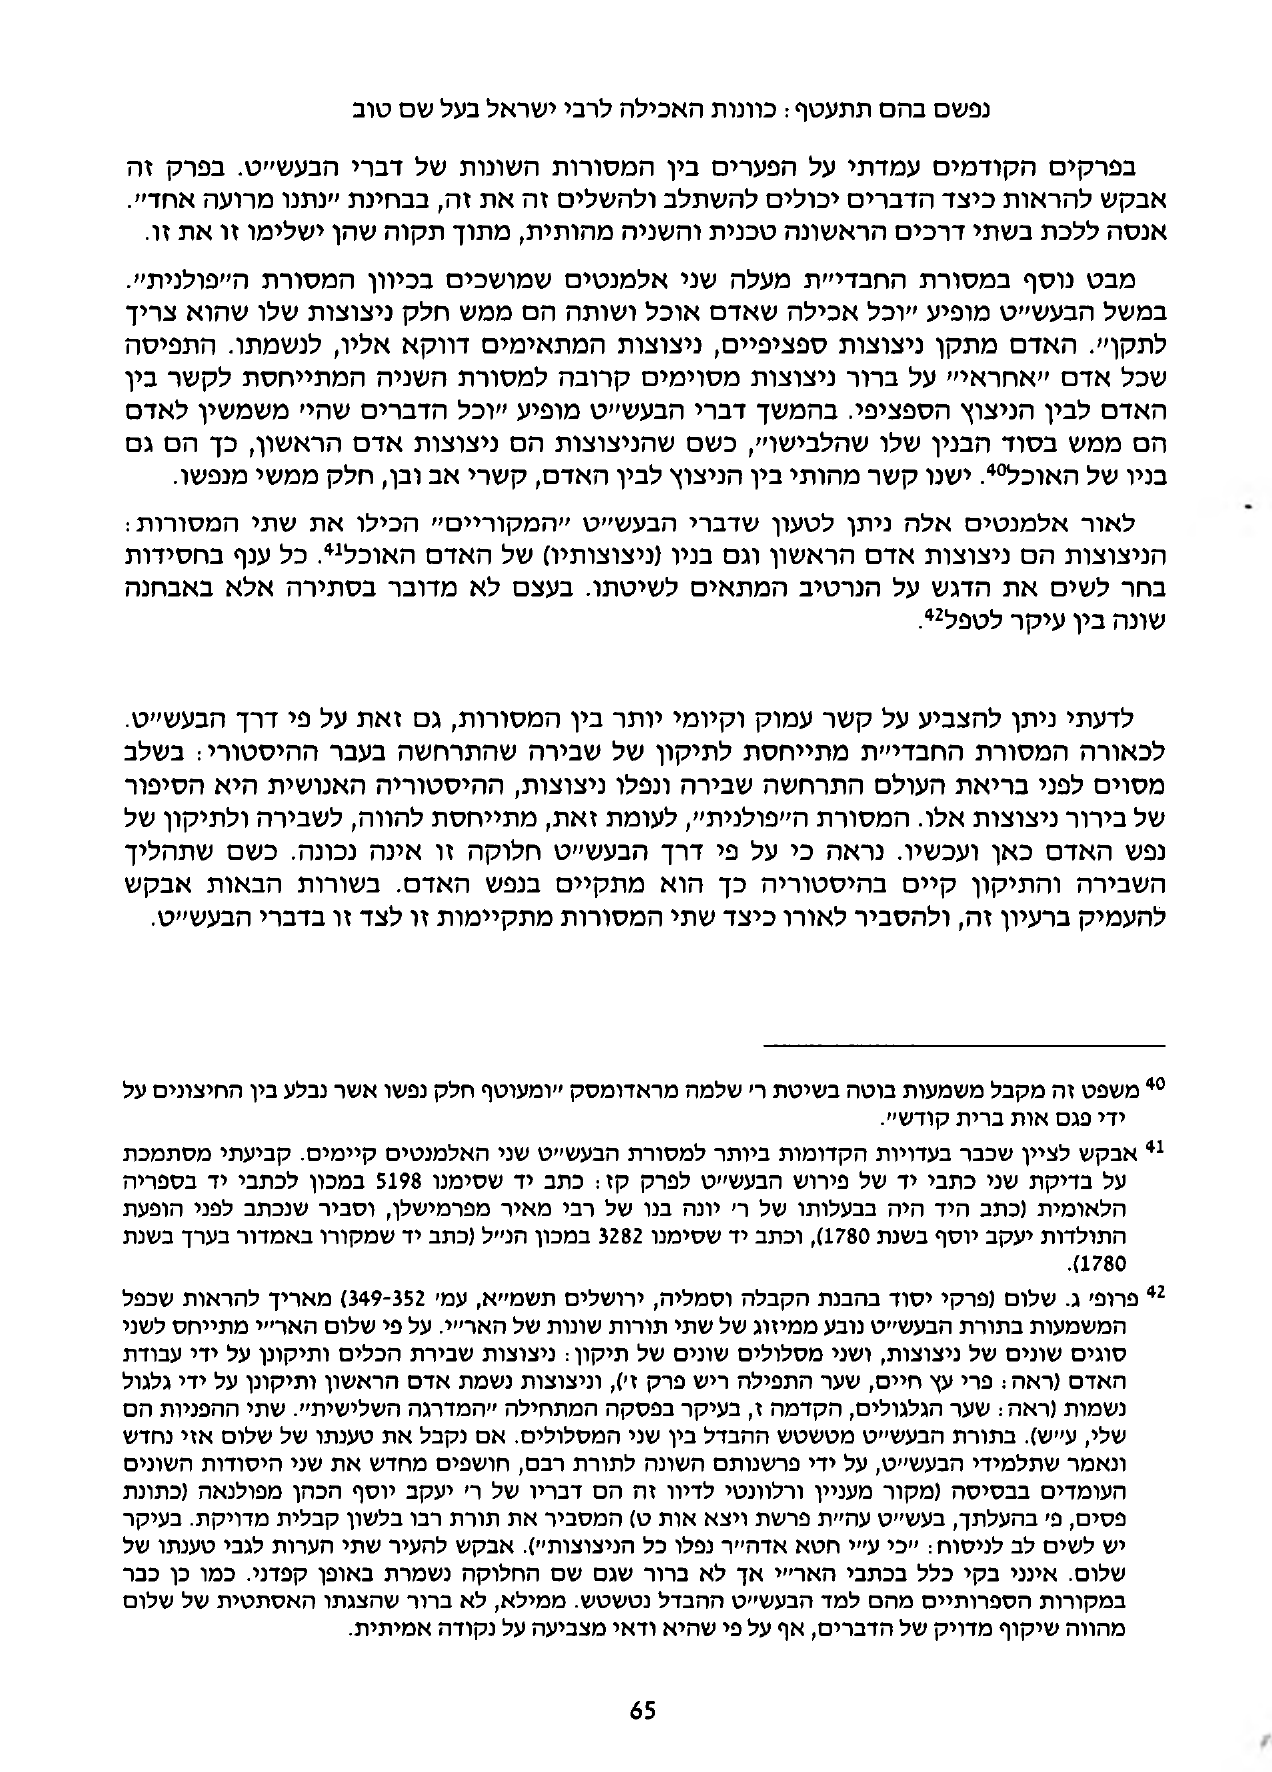 נפשם בהם תתעטף : כוונות האכילה לרבי ישראל בעל שם טוב
בפרקים הקודמים עמדתי על הפערים בין המסורות השונות של דברי הבעש״ט. בפרק זה
אבקש להראות כיצד הדברים יכולים להשתלב ולהשלים זה את זה, בבחינת ״נתנו מרועה אחד״.
אנסה ללכת בשתי דרכים הראשונה טכנית והשניה מהותית, מתוך תקוה שהן ישלימו זו את זו.
מבט נוסף במסורת החבדי״ת מעלה שני אלמנטים שמושכים בכיוון המסורת ה״פולנית״.
במשל הבעש״ט מופיע ״וכל אכילה שאדם אוכל ושותה הם ממש חלק ניצוצות שלו שהוא צריך
לתקן״. האדם מתקן ניצוצות ספציפיים, ניצוצות המתאימים דווקא אליו, לנשמתו. התפיסה
שכל אדם ״אחראי״ על ברור ניצוצות מסוימים קרובה למסורת השניה המתייחסת לקשר בין
האדם לבין הניצוץ הספציפי. בהמשך דברי הבעש״ט מופיע ״וכל הדברים שהי׳ משמשין לאדם
הם ממש בסוד הבנין שלו שהלבישו״, כשם שהניצוצות הם ניצוצות אדם הראשון, כך הם גם
בניו של האוכל40. ישנו קשר מהותי בין הניצוץ לבין האדם, קשרי אב ובן, חלק ממשי מנפשו.
לאור אלמנטים אלה ניתן לטעון שדברי הבעש״ט ״המקוריים״ הכילו את שתי המסורות :
הניצוצות הם ניצוצות אדם הראשון וגם בניו (ניצוצותיו) של האדם האוכל41. כל ענף בחסידות
בחר לשים את הדגש על הנרטיב המתאים לשיטתו. בעצם לא מדובר בסתירה אלא באבחנה
שונה בין עיקר לטפל42.
לדעתי ניתן להצביע על קשר עמוק וקיומי יותר בין המסורות, גם זאת על פי דרך הבעש״ט.
לכאורה המסורת החבדי״ת מתייחסת לתיקון של שבירה שהתרחשה בעבר ההיסטורי : בשלב
מסוים לפני בריאת העולם התרחשה שבירה ונפלו ניצוצות, ההיסטוריה האנושית היא הסיפור
של בירור ניצוצות אלו. המסורת ה״פולנית״, לעומת זאת, מתייחסת להווה, לשבירה ולתיקון של
נפש האדם כאן ועכשיו. נראה כי על פי דרך הבעש״ט חלוקה זו אינה נכונה. כשם שתהליך
השבירה והתיקון קיים בהיסטוריה כך הוא מתקיים בנפש האדם. בשורות הבאות אבקש
להעמיק ברעיון זה, ולהסביר לאורו כיצד שתי המסורות מתקיימות זו לצד זו בדברי הבעש״ט.
40 משפט זה מקבל משמעות בוטה בשיטת ר׳ שלמה מראדומסק ״ומעוטף חלק נפשו אשר נבלע בין החיצונים על
ידי פגם אות ברית קודש״.
41 אבקש לציין שכבר בעדויות הקדומות ביותר למסורת הבעש״ט שני האלמנטים קיימים. קביעתי מסתמכת
על בדיקת שני כתבי יד של פירוש הבעש״ט לפרק קז : כתב יד שסימנו 5198 במכון לכתבי יד בספריה
הלאומית (כתב היד היה בבעלותו של ר׳ יונה בנו של רבי מאיר מפרמישלן, וסביר שנכתב לפני הופעת
התולדות יעקב יוסף בשנת 1780), וכתב יד שסימנו 3282 במכון הנ״ל (כתב יד שמקורו באמדור בערך בשנת
1780).
42 פרופ׳ ג. שלום (פרקי יסוד בהבנת הקבלה וסמליה, ירושלים תשמ״א, עמ׳ 349-352) מאריך להראות שכפל
המשמעות בתורת הבעש״ט נובע ממיזוג של שתי תורות שונות של האר״י. על פי שלום האר״י מתייחס לשני
סוגים שונים של ניצוצות, ושני מסלולים שונים של תיקון : ניצוצות שבירת הכלים ותיקונן על ידי עבודת
האדם (ראה : פרי עץ חיים, שער התפילה ריש פרק ז׳), וניצוצות נשמת אדם הראשון ותיקונן על ידי גלגול
נשמות (ראה : שער הגלגולים, הקדמה ז, בעיקר בפסקה המתחילה ״המדרגה השלישית״. שתי ההפניות הם
שלי, ע״ש). בתורת הבעש״ט מטשטש ההבדל בין שני המסלולים. אם נקבל את טענתו של שלום אזי נחדש
ונאמר שתלמידי הבעש״ט, על ידי פרשנותם השונה לתורת רבם, חושפים מחדש את שני היסודות השונים
העומדים בבסיסה (מקור מעניין ורלוונטי לדיוו זה הם דבריו של ר׳ יעקב יוסף הכהן מפולנאה (כתונת
פסים, פ׳ בהעלתך, בעש״ט עה״ת פרשת ויצא אות ט) המסביר את תורת רבו בלשון קבלית מדויקת. בעיקר
יש לשים לב לניסוח : ״כי ע״י חטא אדה״ר נפלו כל הניצוצות״). אבקש להעיר שתי הערות לגבי טענתו של
שלום. אינני בקי כלל בכתבי האר״י אך לא ברור שגם שם החלוקה נשמרת באופן קפדני. כמו כן כבר
במקורות הספרותיים מהם למד הבעש״ט ההבדל נטשטש. ממילא, לא ברור שהצגתו האסתטית של שלום
מהווה שיקוף מדויק של הדברים, אף על פי שהיא ודאי מצביעה על נקודה אמיתית.
65